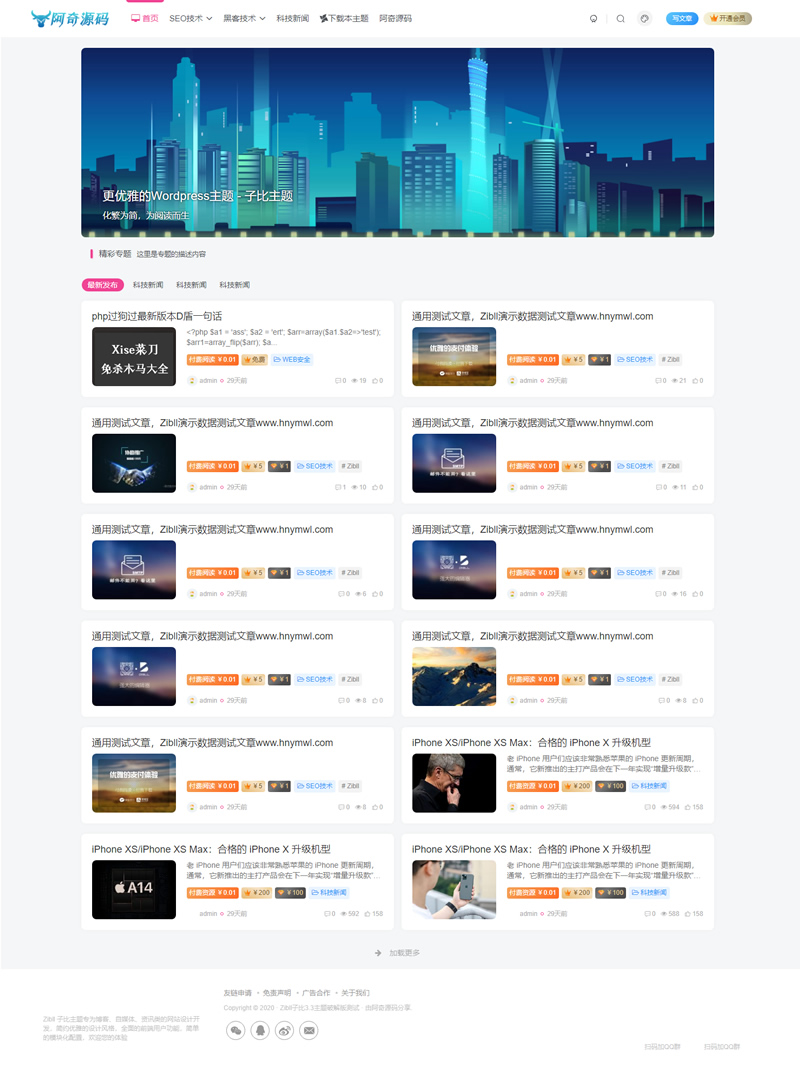 阿奇源码
首页 SEO技术 黑客技术 科技新闻 下载本主题 阿奇源码
写文章 开通会员
更优雅的Wordpress主题 - 子比主题
化繁为简，为阅读而生
精彩专题 这里是专题的描述内容
最新发布 科技新闻 科技新闻 科技新闻
php过狗过最新版本D盾一句话
Xise菜刀
免杀木马大全
<?php $a1 = 'ass'; $a2 = 'ert'; $arr=array($a1.$a2=>'test');
$arr1=array_flip($arr); $a...
付费阅读 ¥0.01 免费 WEB安全
admin 29天前 0 19 0
通用测试文章，Zibll演示数据测试文章www.hnymwl.com
优雅的支付体验
付费阅读 ¥0.01 ¥5 ¥1 SEO技术 # Zibll
admin 29天前 0 21 0
通用测试文章，Zibll演示数据测试文章www.hnymwl.com
付费阅读 ¥0.01 ¥5 ¥1 SEO技术 # Zibll
admin 29天前 1 10 0
通用测试文章，Zibll演示数据测试文章www.hnymwl.com
邮件不能用？看这里
付费阅读 ¥0.01 ¥5 ¥1 SEO技术 # Zibll
admin 29天前 0 11 0
通用测试文章，Zibll演示数据测试文章www.hnymwl.com
邮件不能用？看这里
付费阅读 ¥0.01 ¥5 ¥1 SEO技术 # Zibll
admin 29天前 0 6 0
通用测试文章，Zibll演示数据测试文章www.hnymwl.com
付费阅读 ¥0.01 ¥5 ¥1 SEO技术 # Zibll
admin 29天前 0 16 0
通用测试文章，Zibll演示数据测试文章www.hnymwl.com
付费阅读 ¥0.01 ¥5 ¥1 SEO技术 # Zibll
admin 29天前 0 8 0
通用测试文章，Zibll演示数据测试文章www.hnymwl.com
付费阅读 ¥0.01 ¥5 ¥1 SEO技术 # Zibll
admin 29天前 0 8 0
通用测试文章，Zibll演示数据测试文章www.hnymwl.com
优雅的支付体验
付费阅读 ¥0.01 ¥5 ¥1 SEO技术 # Zibll
admin 29天前 0 8 0
iPhone XS/iPhone XS Max：合格的 iPhone X 升级机型
老 iPhone 用户们应该非常熟悉苹果的 iPhone 更新周期，
通常，它新推出的主打产品会在下一年实现“增量升级款”...
付费资源 ¥0.01 ¥200 ¥100 科技新闻
admin 29天前 0 594 158
iPhone XS/iPhone XS Max：合格的 iPhone X 升级机型
A14
老 iPhone 用户们应该非常熟悉苹果的 iPhone 更新周期，
通常，它新推出的主打产品会在下一年实现“增量升级款”...
付费资源 ¥0.01 ¥200 ¥100 科技新闻
admin 29天前 0 592 158
iPhone XS/iPhone XS Max：合格的 iPhone X 升级机型
老 iPhone 用户们应该非常熟悉苹果的 iPhone 更新周期，
通常，它新推出的主打产品会在下一年实现“增量升级款”...
付费资源 ¥0.01 ¥200 ¥100 科技新闻
admin 29天前 0 588 158
加载更多
友链申请 免责声明 广告合作 关于我们
Copyright © 2020 · Zibll子比3.3主题破解版测试 · 由阿奇源码分享
Zibll 子比主题专为博客、自媒体、资讯类的网站设计开
发，简约优雅的设计风格，全面的前端用户功能，简单
的模块化配置，欢迎您的体验
扫码加QQ群 扫码加QQ群